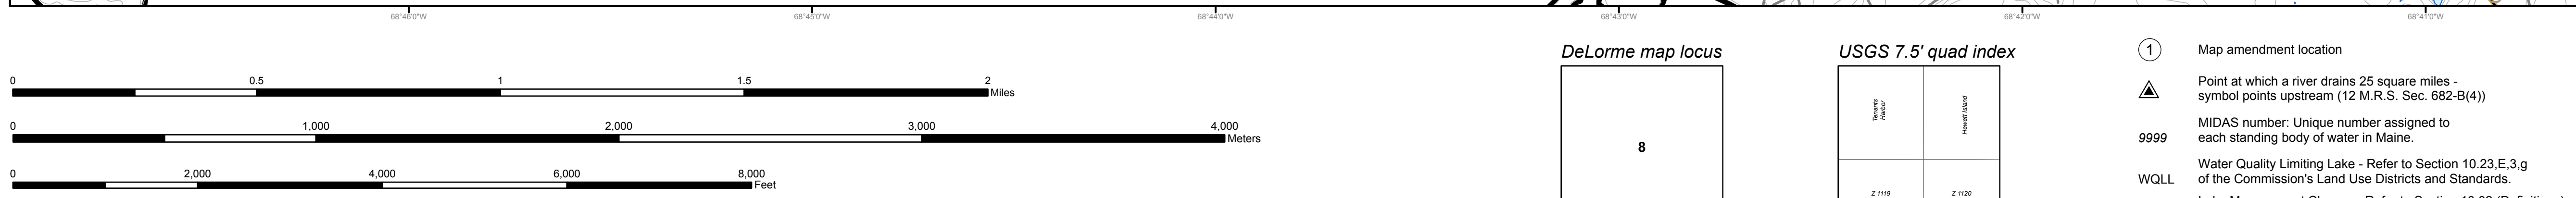 68°46'0"W
68°45'0"W
68°44'0"W
68°43'0"W
68°42'0"W
68°41'0"W
0 0.5 1 1.5 2
Miles
0 1,000 2,000 3,000 4,000
Meters
0 2,000 4,000 6,000 8,000
Feet
DeLorme map locus
8
USGS 7.5' quad index
Tenants
Harbor
Hewett Island
Z 1119
Z 1120
1 Map amendment location
Point at which a river drains 25 square miles -
symbol points upstream (12 M.R.S. Sec. 682-B(4))
MIDAS number: Unique number assigned to
9999 each standing body of water in Maine.
Water Quality Limiting Lake - Refer to Section 10.23,E,3,g
WQLL of the Commission's Land Use Districts and Standards.